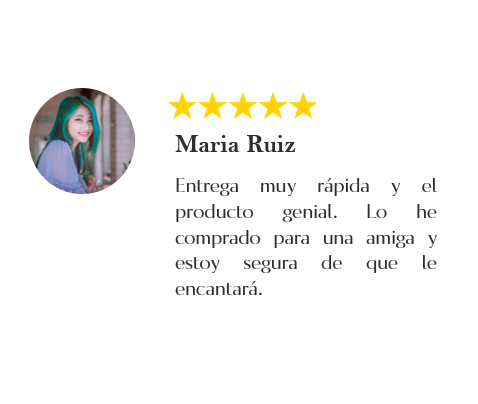 Maria Ruiz
Entrega muy rápida y el
producto genial. Lo he
comprado para una amiga y
estoy segura de que le
encantará.